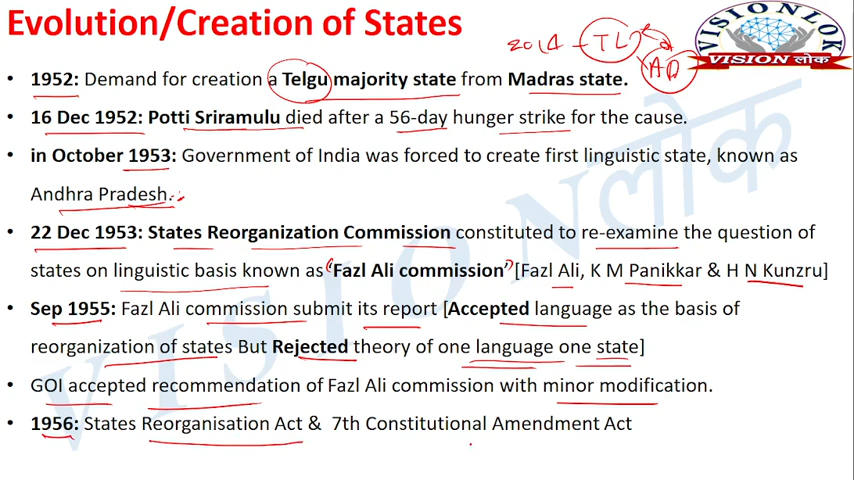 Evolution/Creation of States
2014 - TL
AP
VISIONLOK
VISION लोक
• 1952: Demand for creation a Telgu majority state from Madras state.
• 16 Dec 1952: Potti Sriramulu died after a 56-day hunger strike for the cause.
• in October 1953: Government of India was forced to create first linguistic state, known as
Andhra Pradesh.
• 22 Dec 1953: States Reorganization Commission constituted to re-examine the question of
states on linguistic basis known as 'Fazl Ali commission' [Fazl Ali, K M Panikkar & H N Kunzru]
• Sep 1955: Fazl Ali commission submit its report [Accepted language as the basis of
reorganization of states But Rejected theory of one language one state]
• GOI accepted recommendation of Fazl Ali commission with minor modification.
• 1956: States Reorganisation Act & 7th Constitutional Amendment Act
VISIONलोक